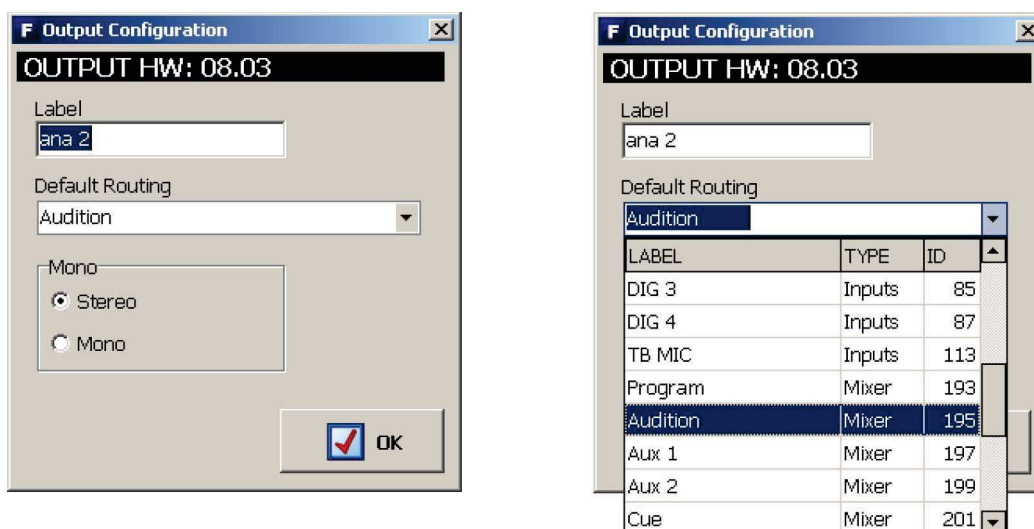 F Output Configuration
OUTPUT HW: 08.03
Label
ana 2
Default Routing
Audition
Mono
Stereo
Mono
OK
F Output Configuration
OUTPUT HW: 08.03
Label
ana 2
Default Routing
Audition
LABEL TYPE ID
DIG 3 Inputs 85
DIG 4 Inputs 87
TB MIC Inputs 113
Program Mixer 193
Audition Mixer 195
Aux 1 Mixer 197
Aux 2 Mixer 199
Cue Mixer 201